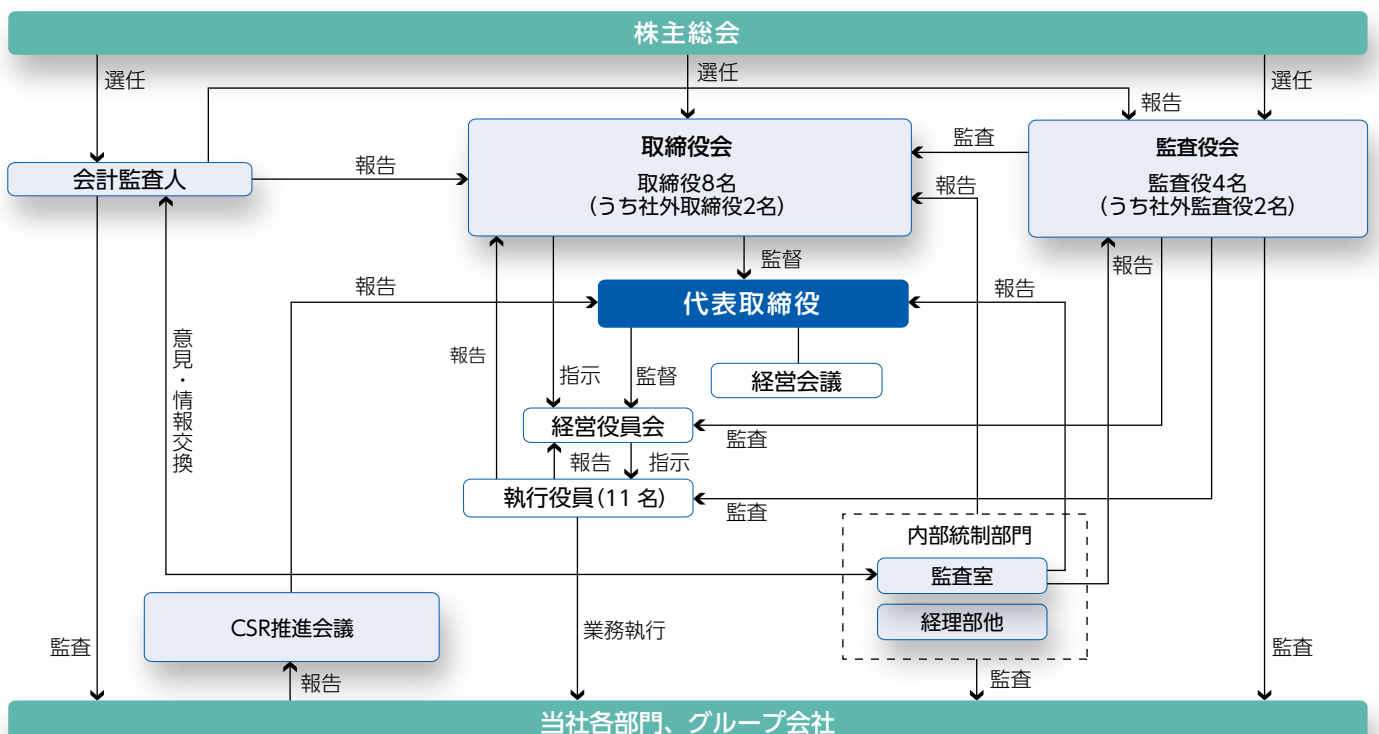 株主総会
選任
選任
選任
報告
会計監査人
報告
取締役会
取締役8名
(うち社外取締役2名)
監査
報告
監査役会
監査役4名
(うち社外監査役2名)
監督
報告
報告
代表取締役
報告
報告
意見・情報交換
指示
監督
経営会議
経営役員会
監査
報告
指示
執行役員(11 名)
監査
内部統制部門
監査室
経理部他
CSR推進会議
業務執行
監査
報告
監査
監査
当社各部門、グループ会社